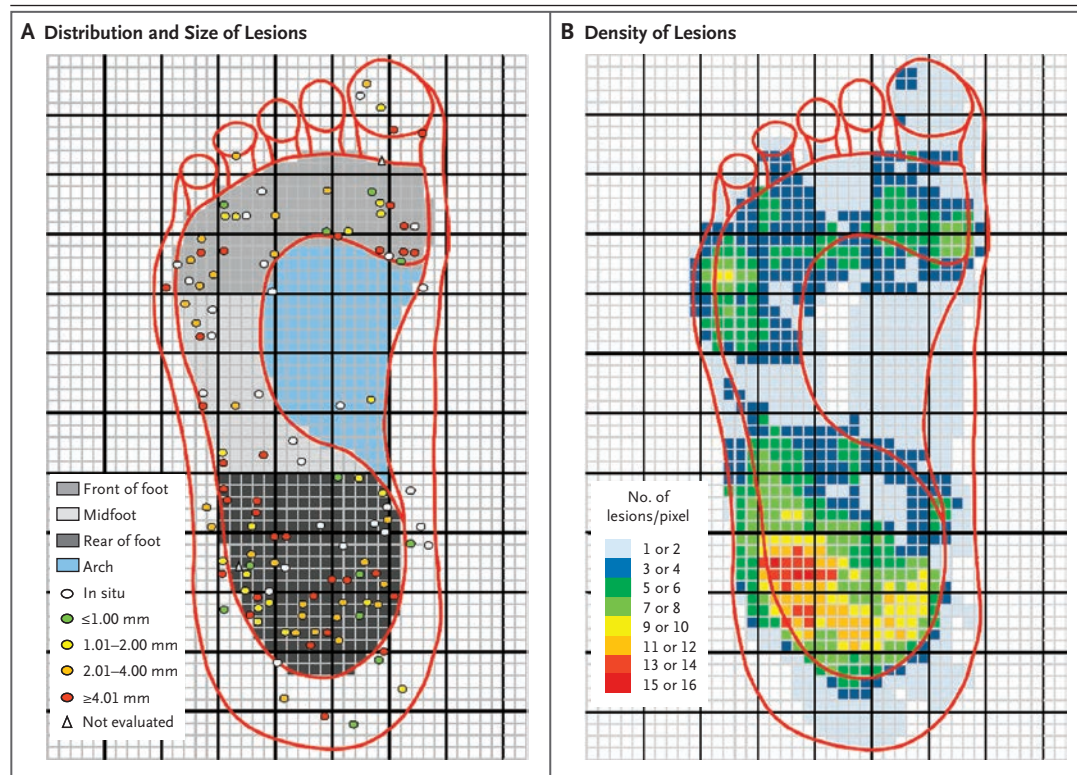 A Distribution and Size of Lesions
Front of foot
Midfoot
Rear of foot
Arch
In situ
≤1.00 mm
1.01–2.00 mm
2.01–4.00 mm
≥4.01 mm
Not evaluated
B Density of Lesions
No. of
lesions/pixel
1 or 2
3 or 4
5 or 6
7 or 8
9 or 10
11 or 12
13 or 14
15 or 16